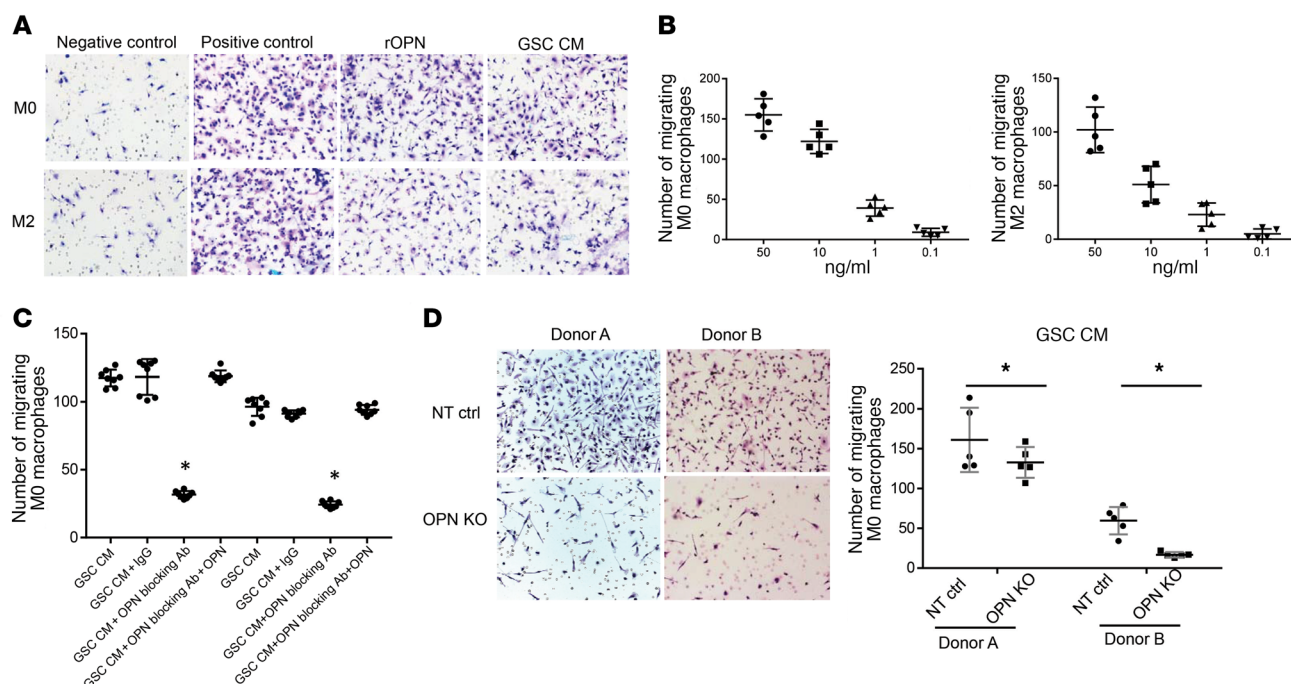 A
Negative control Positive control rOPN GSC CM
M0
M2
B
Number of migrating
M0 macrophages
200
150
100
50
0
50 10 1 0.1
ng/ml
Number of migrating
M2 macrophages
150
100
50
0
50 10 1 0.1
ng/ml
C
Number of migrating
M0 macrophages
150
100
50
0
*
*
GSC CM
GSC CM + IgG
GSC CM + OPN blocking Ab
GSC CM + OPN blocking Ab + OPN
GSC CM
GSC CM + IgG
GSC CM+OPN blocking Ab
GSC CM+OPN blocking Ab+OPN
D
Donor A Donor B
NT ctrl
OPN KO
GSC CM
Number of migrating
M0 macrophages
250
200
150
100
50
0
* *
NT ctrl OPN KO NT ctrl OPN KO
Donor A Donor B